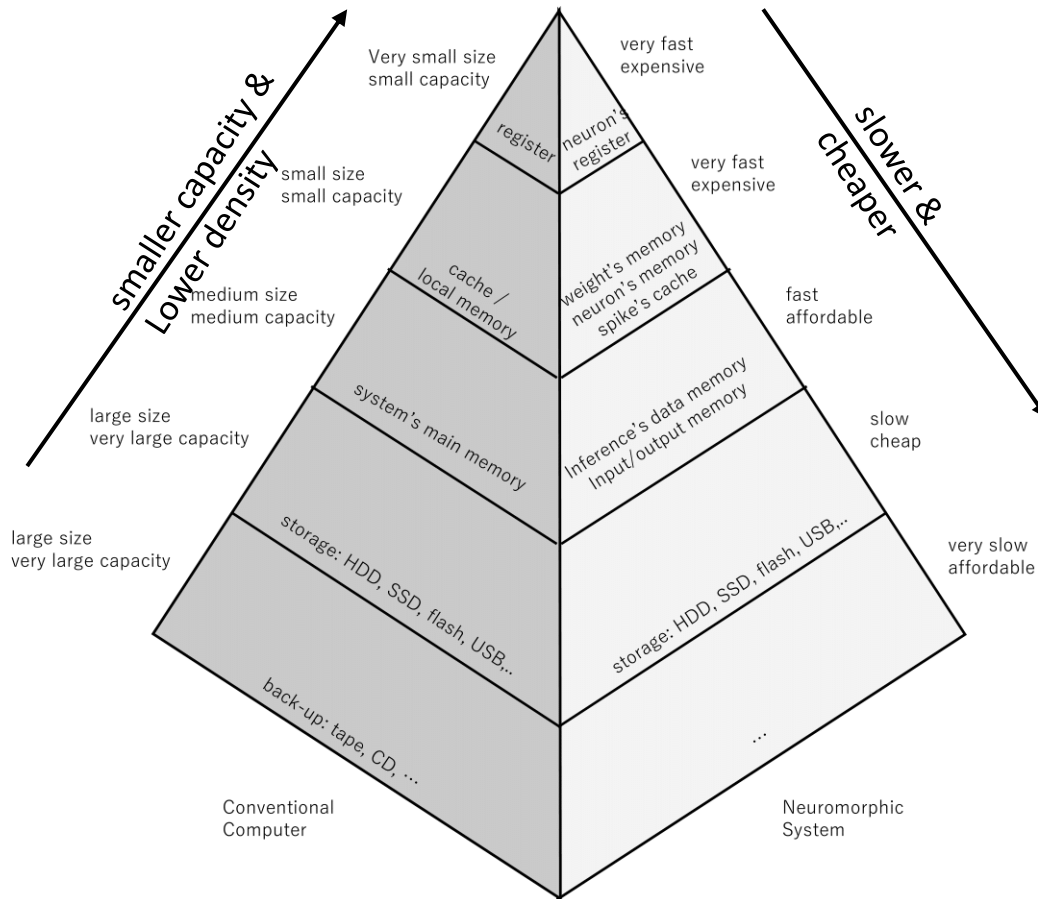 smaller capacity &
Lower density
Very small size
small capacity
very fast
expensive
slower &
cheaper
register
neuron's
register
small size
small capacity
very fast
expensive
cache /
local memory
weight's memory
neuron's memory
spike's cache
medium size
medium capacity
fast
affordable
system's main memory
Inference's data memory
Input/output memory
large size
very large capacity
slow
cheap
storage: HDD, SSD, flash, USB,..
storage: HDD, SSD, flash, USB,..
large size
very large capacity
very slow
affordable
back-up: tape, CD, ...
...
Conventional
Computer
Neuromorphic
System